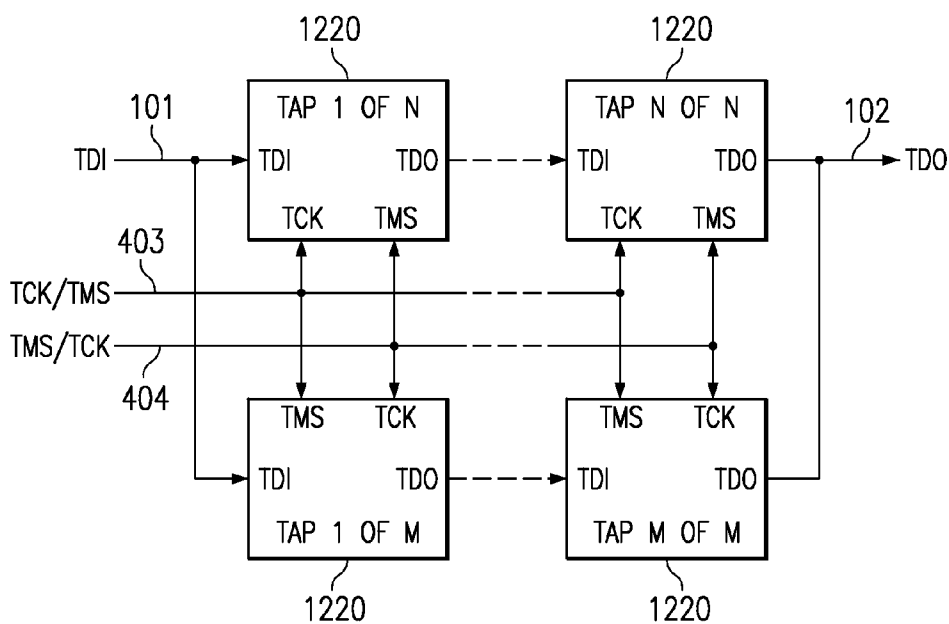 1220 1220
TAP 1 OF N TAP N OF N
101 102
TDI TDI TDO TDI TDO TDO
TCK TMS TCK TMS
403
TCK/TMS
TMS/TCK
404
TMS TCK TMS TCK
TDI TDO TDI TDO
TAP 1 OF M TAP M OF M
1220 1220